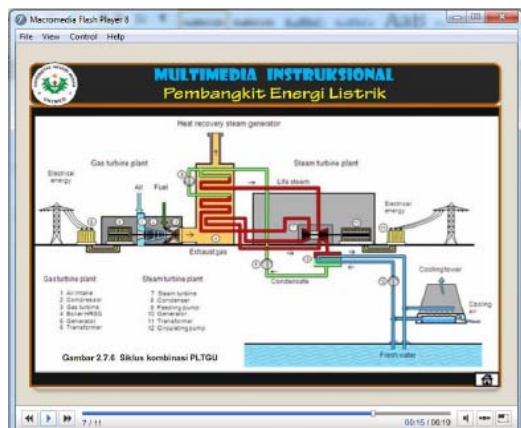 Macromedia Flash Player 8
File View Control Help
MULTIMEDIA INSTRUKSIONAL
Pembangkit Energi Listrik
Heat recovery steam generator
Gas turbine plant
Steam turbine plant
Electrical energy
Air
Fuel
Life steam
Electrical energy
Exhaust gas
Condensate
Cooling tower
Cooling air
Fresh water
Gas turbine plant
1 Air intake
2 Compressor
3 Gas turbine
4 Boiler HRSG
5 Generator
6 Transformer
Steam turbine plant
7 Steam turbine
8 Condenser
9 Feeding pump
10 Generator
11 Transformer
12 Circulating pump
Gambar 2.7.6 Siklus kombinasi PLTGU
7 / 11
00:15 / 00:19